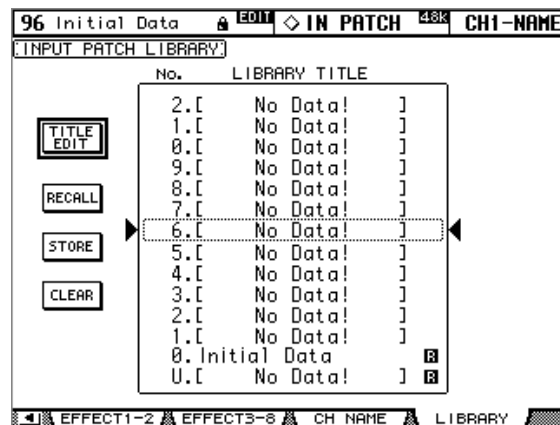 96 Initial Data EDIT ◇ IN PATCH 48k CH1-NAME
INPUT PATCH LIBRARY
No. LIBRARY TITLE
2.[ No Data! ]
1.[ No Data! ]
0.[ No Data! ]
9.[ No Data! ]
8.[ No Data! ]
7.[ No Data! ]
6.[ No Data! ]
5.[ No Data! ]
4.[ No Data! ]
3.[ No Data! ]
2.[ No Data! ]
1.[ No Data! ]
0.Initial Data R
U.[ No Data! ] R
TITLE
EDIT
RECALL
STORE
CLEAR
EFFECT1-2 EFFECT3-8 CH NAME LIBRARY